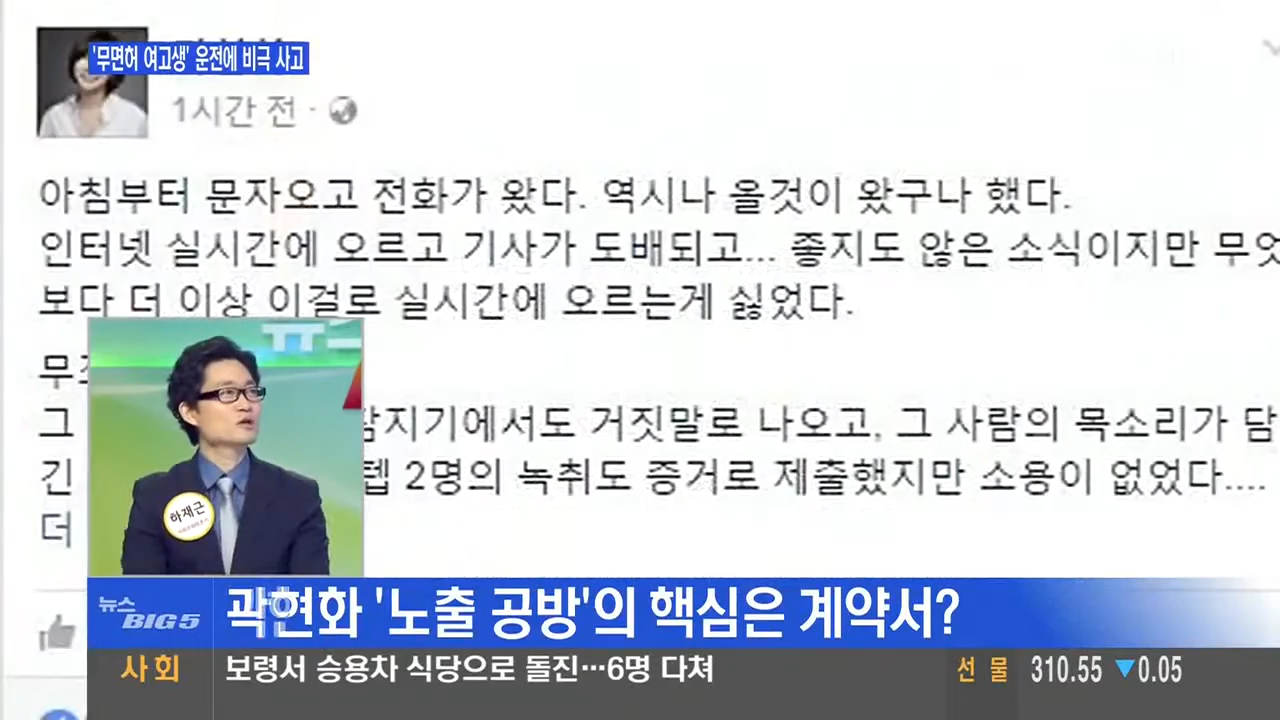 '무면허 여고생' 운전에 비극 사고
1시간 전 ·
아침부터 문자오고 전화가 왔다. 역시나 올것이 왔구나 했다.
인터넷 실시간에 오르고 기사가 도배되고... 좋지도 않은 소식이지만
보다 더 이상 이걸로 실시간에 오르는게 싫었다.
그
탐지기에서도 거짓말로 나오고, 그 사람의 목소리가 담
긴
텝 2명의 녹취도 증거로 제출했지만 소용이 없었다....
더
하재근
뉴스
BIG5
곽현화 '노출 공방'의 핵심은 계약서?
사회
보령서 승용차 식당으로 돌진…6명 다쳐
선물 310.55 ▼0.05